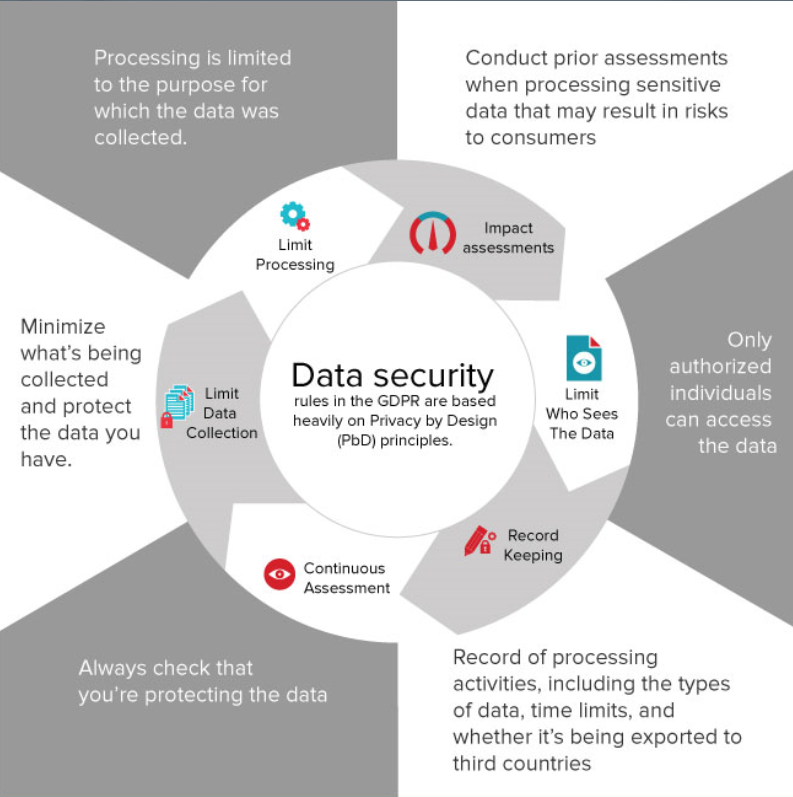 Processing is limited
to the purpose for
which the data was
collected.
Conduct prior assessments
when processing sensitive
data that may result in risks
to consumers
Limit
Processing
Impact
assessments
Minimize
what's being
collected
and protect
the data you
have.
Limit
Data
Collection
Data security
rules in the GDPR are based
heavily on Privacy by Design
(PbD) principles.
Limit
Who Sees
The Data
Only
authorized
individuals
can access
the data
Continuous
Assessment
Record
Keeping
Always check that
you're protecting the data
Record of processing
activities, including the types
of data, time limits, and
whether it's being exported to
third countries